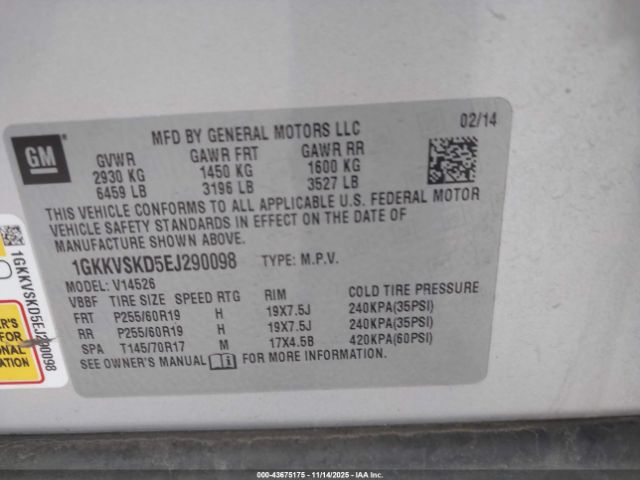 GM
MFD BY GENERAL MOTORS LLC
02/14
GVWR GAWR FRT GAWR RR
2930 KG 1450 KG 1600 KG
6459 LB 3196 LB 3527 LB
THIS VEHICLE CONFORMS TO ALL APPLICABLE U.S. FEDERAL MOTOR
VEHICLE SAFETY STANDARDS IN EFFECT ON THE DATE OF
MANUFACTURE SHOWN ABOVE.
1GKKVSKD5EJ290098 TYPE: M.P.V.
MODEL: V14526
VBBF TIRE SIZE SPEED RTG RIM COLD TIRE PRESSURE
FRT P255/60R19 H 19X7.5J 240KPA(35PSI)
RR P255/60R19 H 19X7.5J 240KPA(35PSI)
SPA T145/70R17 M 17X4.5B 420KPA(60PSI)
SEE OWNER'S MANUAL FOR MORE INFORMATION
1GKKVSKD5EJ290098
FOR
ONAL
© 00-43675175 - 11/14/2025 - IAAC Inc.